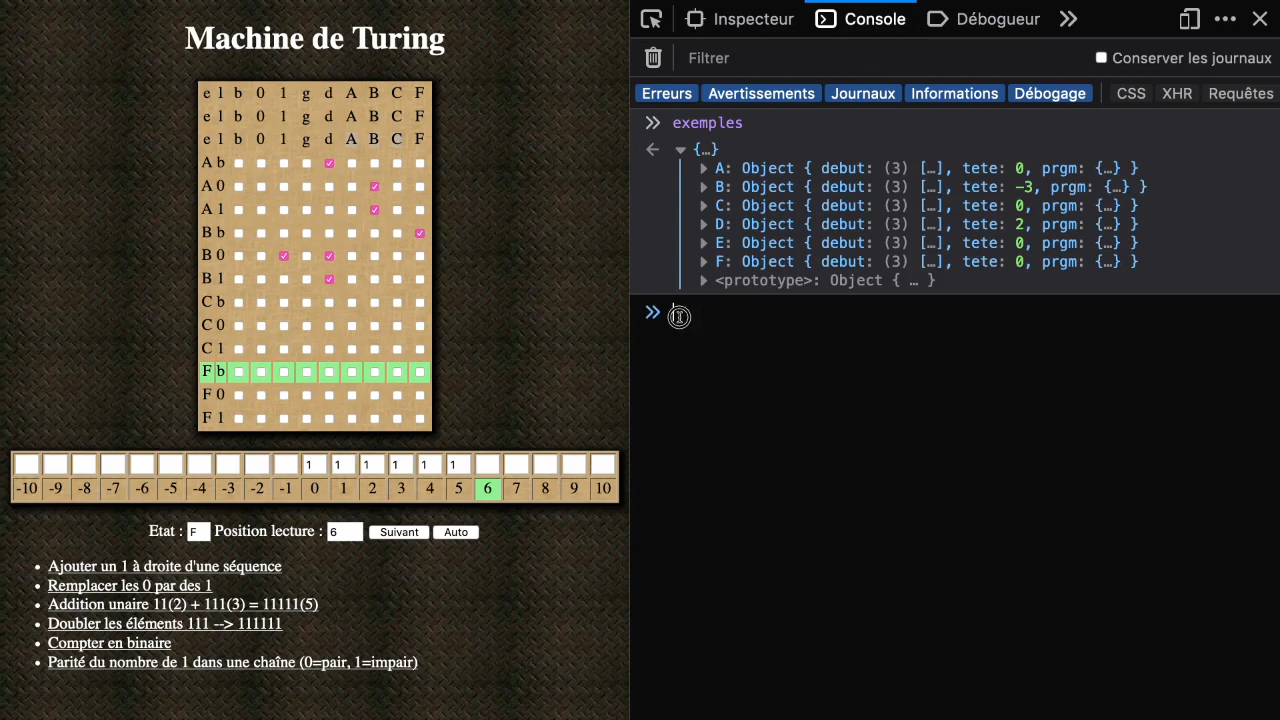 Machine de Turing
e l b 0 1 g d A B C F
e l b 0 1 g d A B C F
e l b 0 1 g d A B C F
A b
A 0
A 1
B b
B 0
B 1
C b
C 0
C 1
F b
F 0
F 1
1 1 1 1 1 1
-10 -9 -8 -7 -6 -5 -4 -3 -2 -1 0 1 2 3 4 5 6 7 8 9 10
Etat : F Position lecture : 6 Suivant Auto
• Ajouter un 1 à droite d'une séquence
• Remplacer les 0 par des 1
• Addition unaire 11(2) + 111(3) = 11111(5)
• Doubler les éléments 111 --> 111111
• Compter en binaire
• Parité du nombre de 1 dans une chaîne (0=pair, 1=impair)
Inspecteur Console Débogueur
Filtrer Conserver les journaux
Erreurs Avertissements Journaux Informations Débogage CSS XHR Requêtes
exemples
{…}
A: Object { debut: (3) […], tete: 0, prgm: {…} }
B: Object { debut: (3) […], tete: -3, prgm: {…} }
C: Object { debut: (3) […], tete: 0, prgm: {…} }
D: Object { debut: (3) […], tete: 2, prgm: {…} }
E: Object { debut: (3) […], tete: 0, prgm: {…} }
F: Object { debut: (3) […], tete: 0, prgm: {…} }
<prototype>: Object { … }